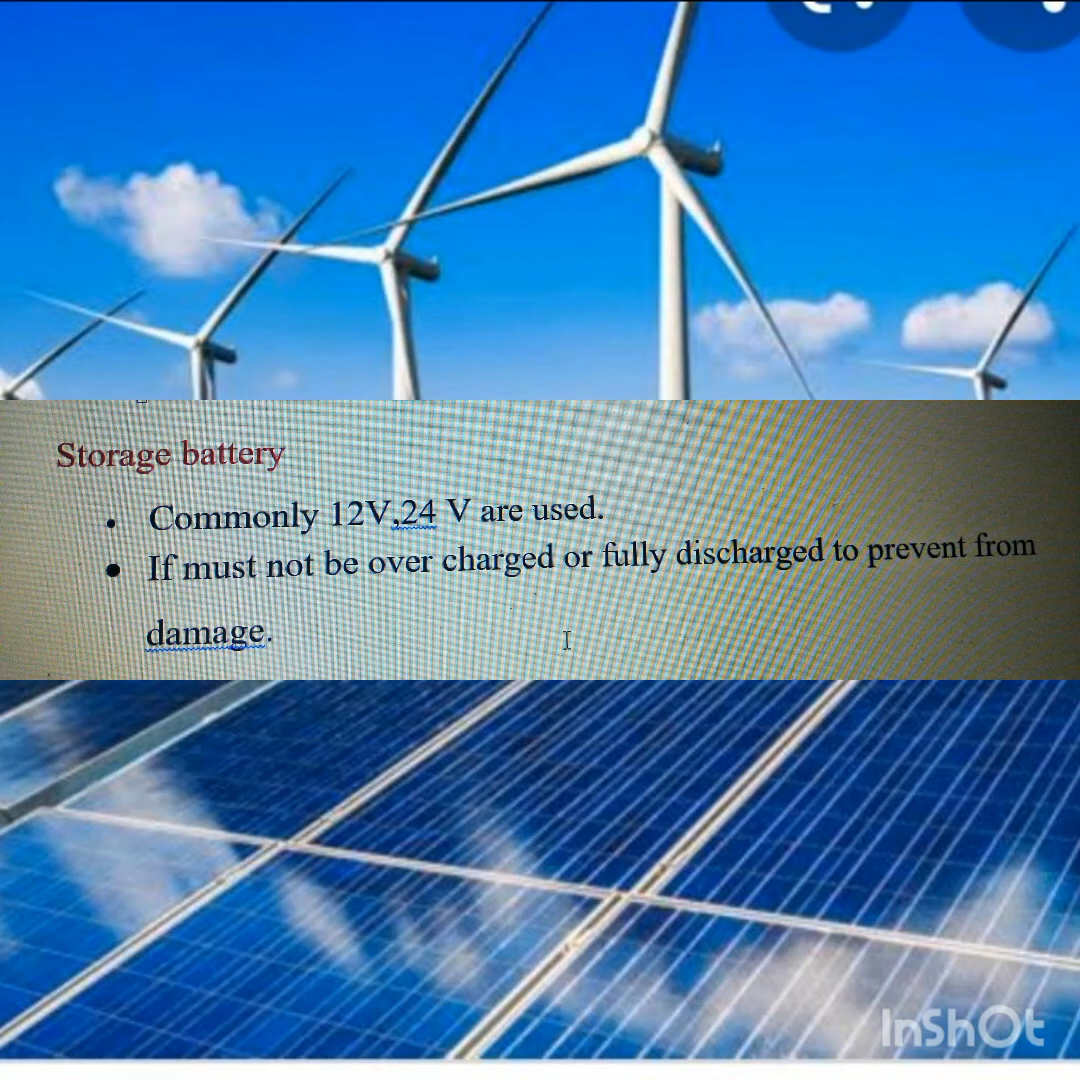 Storage battery
• Commonly 12V,24 V are used.
• If must not be over charged or fully discharged to prevent from
damage.
InShOt